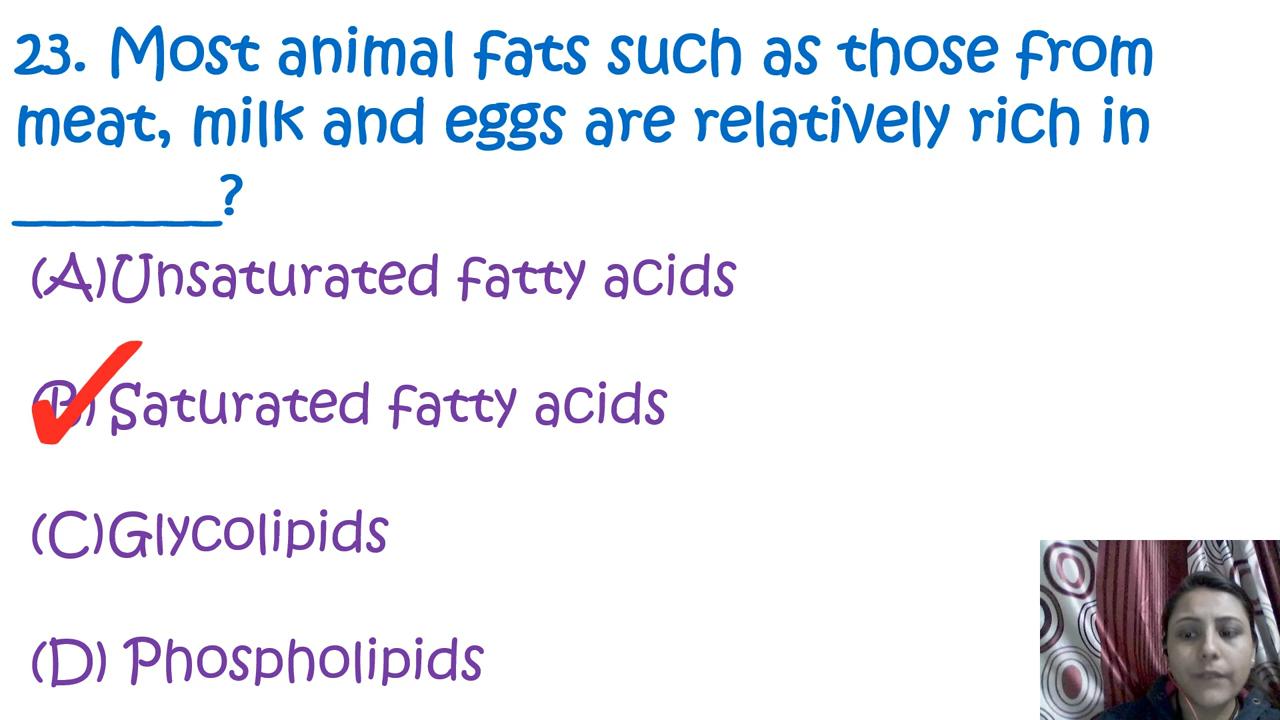 23. Most animal fats such as those from
meat, milk and eggs are relatively rich in
_______?
(A)Unsaturated fatty acids
(B) Saturated fatty acids
(C)Glycolipids
(D) Phospholipids